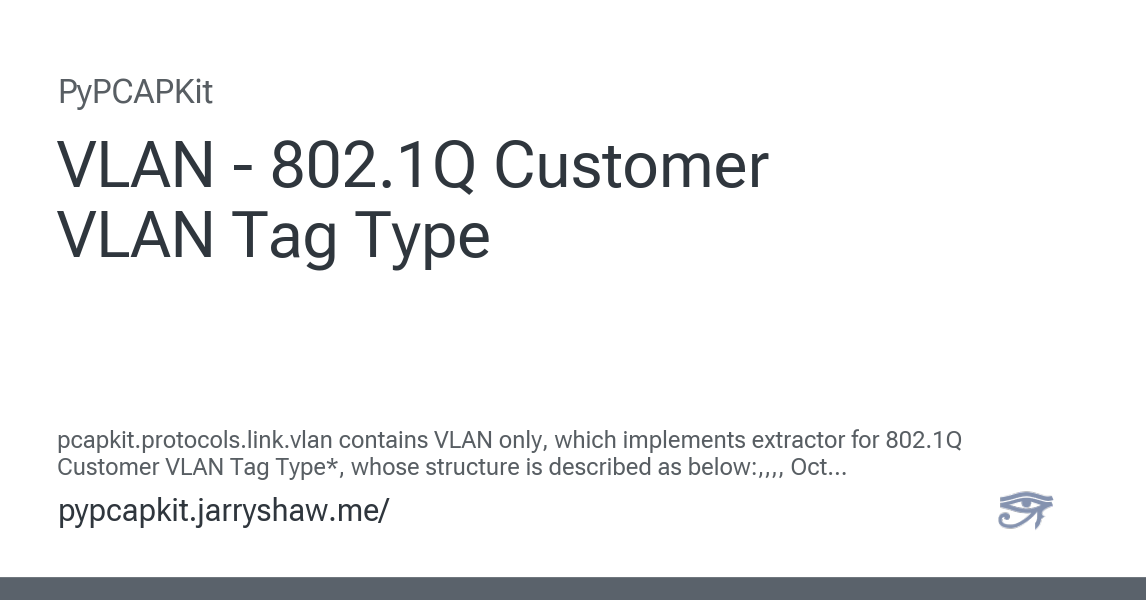 PyPCAPKit
VLAN - 802.1Q Customer
VLAN Tag Type
pcapkit.protocols.link.vlan contains VLAN only, which implements extractor for 802.1Q
Customer VLAN Tag Type*, whose structure is described as below:,,,, Oct...
pypcapkit.jarryshaw.me/